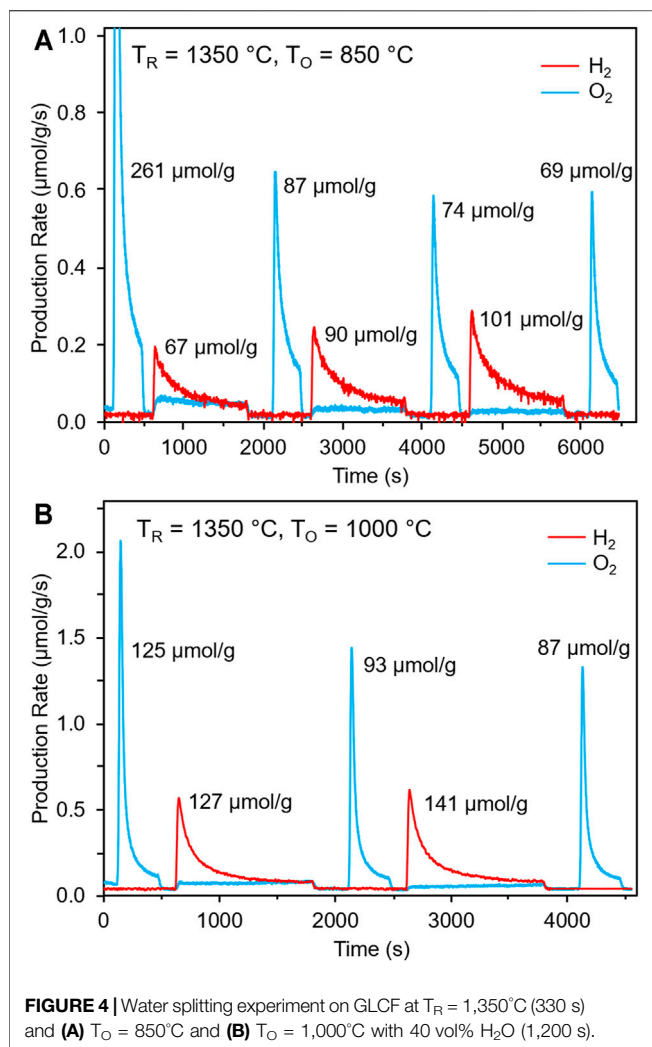 A
T_R = 1350 °C, T_O = 850 °C
H₂
O₂
1.0
0.8
0.6
0.4
0.2
0.0
Production Rate (µmol/g/s)
261 µmol/g
67 µmol/g
87 µmol/g
90 µmol/g
74 µmol/g
101 µmol/g
69 µmol/g
0 1000 2000 3000 4000 5000 6000
Time (s)
B
T_R = 1350 °C, T_O = 1000 °C
H₂
O₂
2.0
1.5
1.0
0.5
0.0
Production Rate (µmol/g/s)
125 µmol/g
127 µmol/g
93 µmol/g
141 µmol/g
87 µmol/g
0 1000 2000 3000 4000
Time (s)
FIGURE 4 | Water splitting experiment on GLCF at T_R = 1,350°C (330 s)
and (A) T_O = 850°C and (B) T_O = 1,000°C with 40 vol% H₂O (1,200 s).